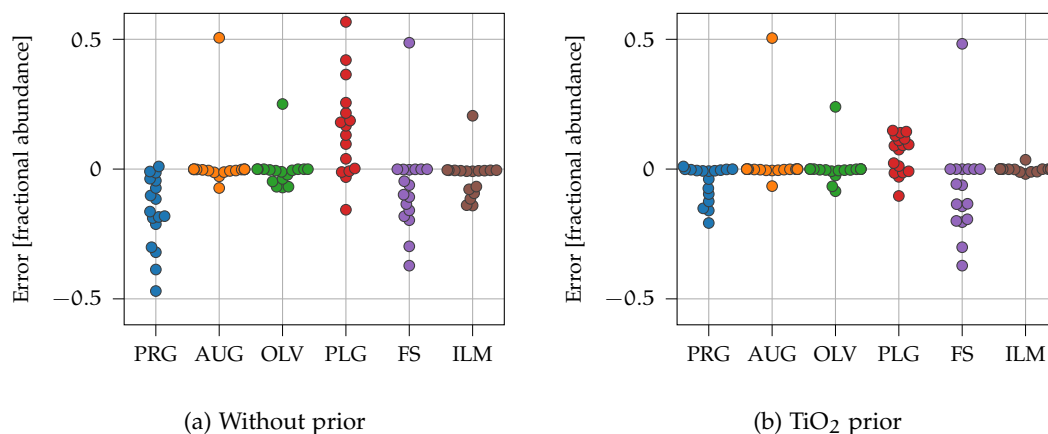 Error [fractional abundance]
0.5
0
−0.5
PRG AUG OLV PLG FS ILM
(a) Without prior
Error [fractional abundance]
0.5
0
−0.5
PRG AUG OLV PLG FS ILM
(b) TiO₂ prior